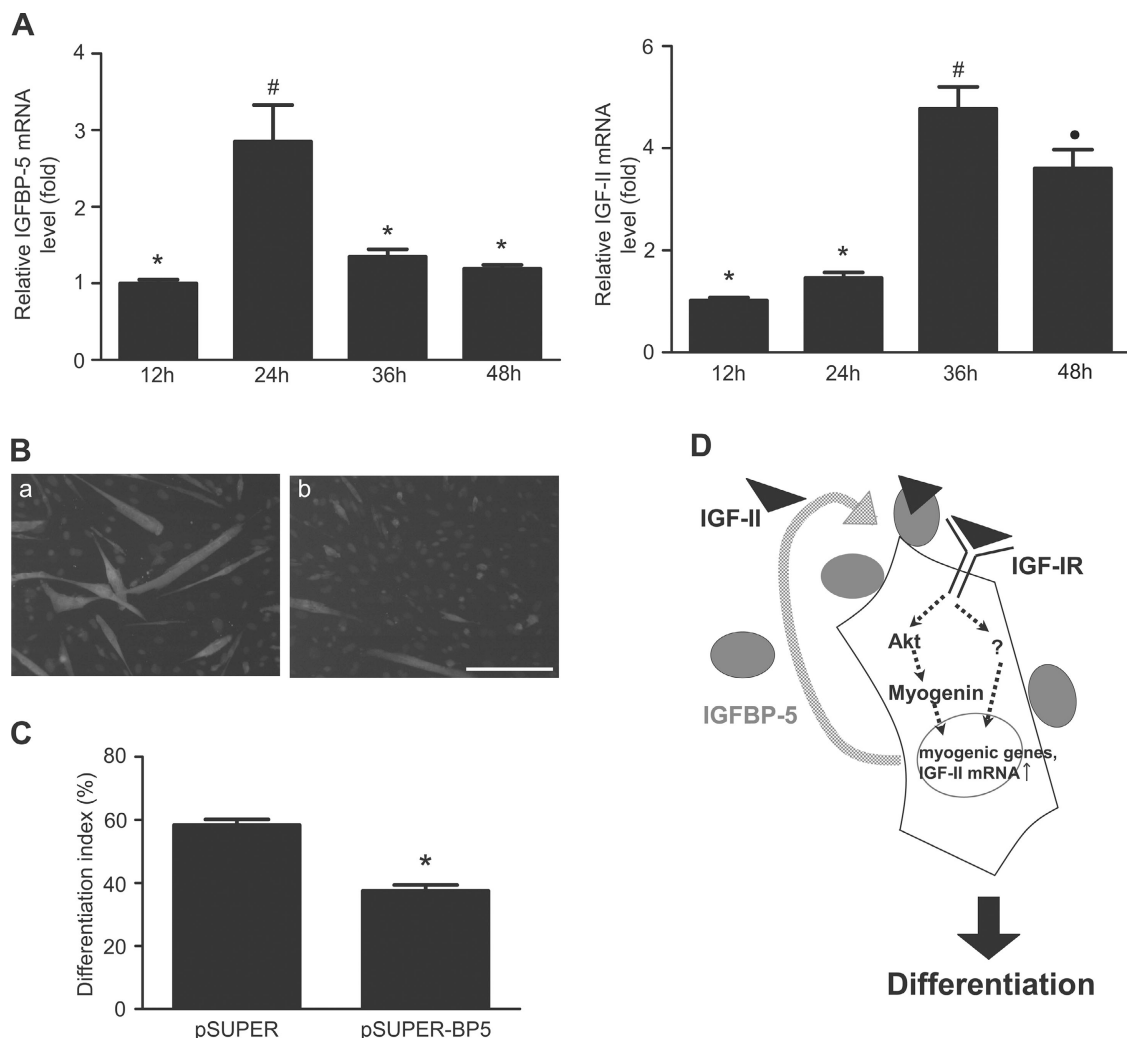 A
Relative IGFBP-5 mRNA
level (fold)
4
3
2
1
0
*
#
*
*
12h
24h
36h
48h
Relative IGF-II mRNA
level (fold)
6
4
2
0
*
*
#
•
12h
24h
36h
48h
B
a
b
C
Differentiation index (%)
80
60
40
20
0
*
pSUPER
pSUPER-BP5
D
IGF-II
IGF-IR
Akt
?
Myogenin
IGFBP-5
myogenic genes,
IGF-II mRNA↑
Differentiation